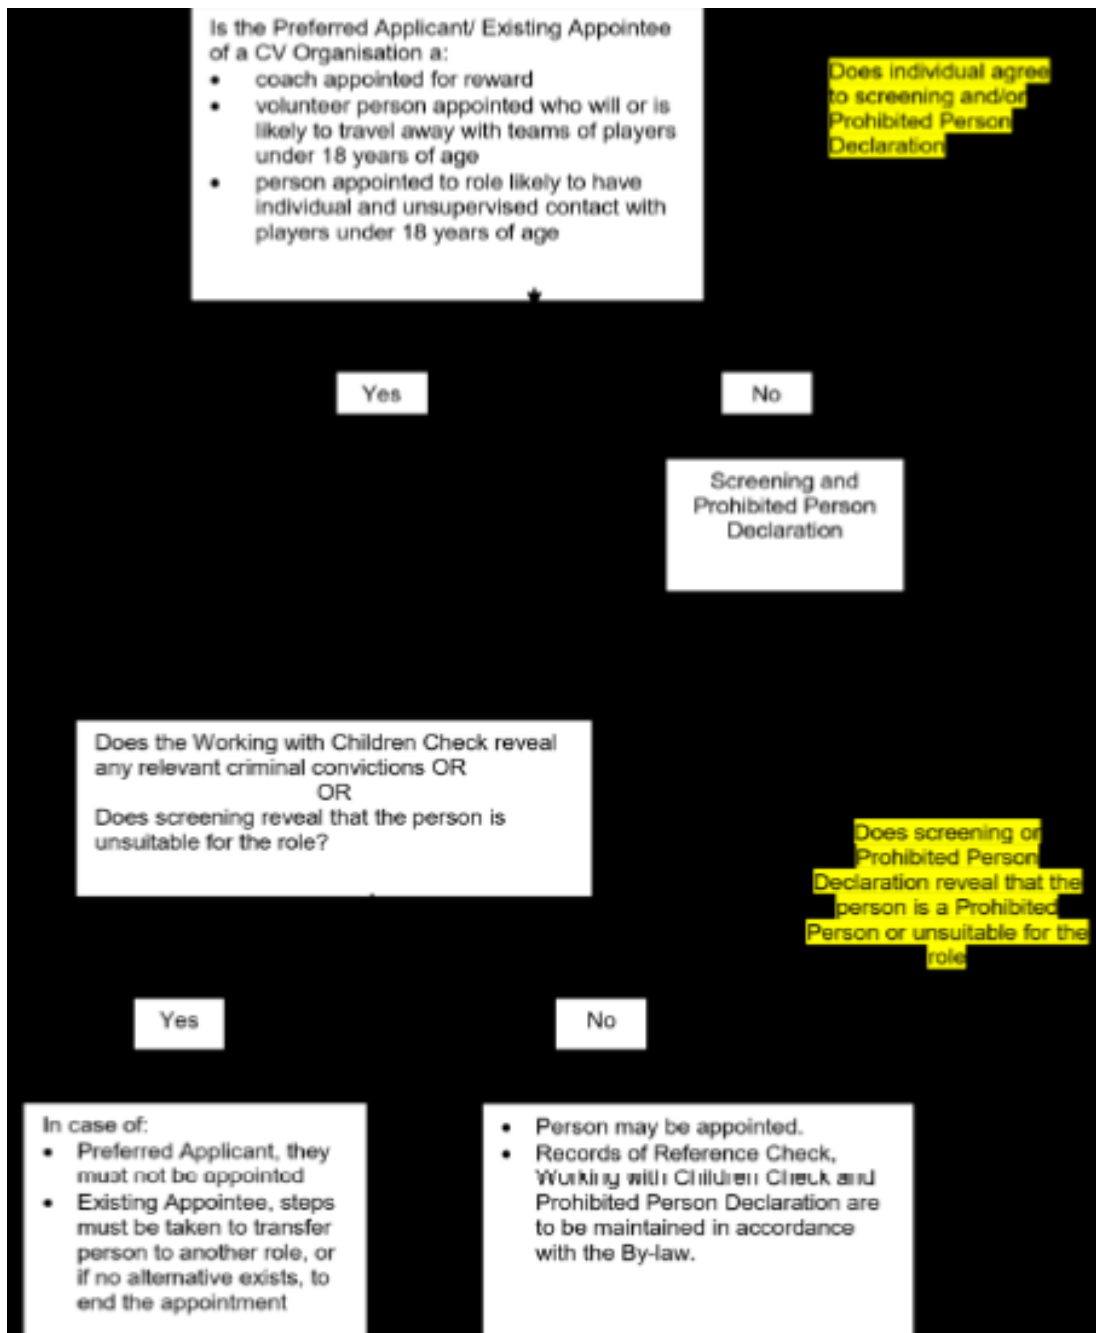 Is the Preferred Applicant/ Existing Appointee
of a CV Organisation a:
• coach appointed for reward
• volunteer person appointed who will or is
likely to travel away with teams of players
under 18 years of age
• person appointed to role likely to have
individual and unsupervised contact with
players under 18 years of age
Does individual agree
to screening and/or
Prohibited Person
Declaration
Yes
No
Screening and
Prohibited Person
Declaration
Does the Working with Children Check reveal
any relevant criminal convictions OR
OR
Does screening reveal that the person is
unsuitable for the role?
Does screening or
Prohibited Person
Declaration reveal that the
person is a Prohibited
Person or unsuitable for the
role
Yes
No
In case of:
• Preferred Applicant, they
must not be appointed
• Existing Appointee, steps
must be taken to transfer
person to another role, or
if no alternative exists, to
end the appointment
• Person may be appointed.
• Records of Reference Check,
Working with Children Check and
Prohibited Person Declaration are
to be maintained in accordance
with the By-law.